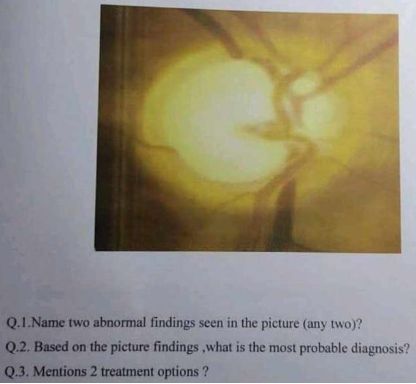 Q.1.Name two abnormal findings seen in the picture (any two)?
Q.2. Based on the picture findings ,what is the most probable diagnosis?
Q.3. Mentions 2 treatment options ?